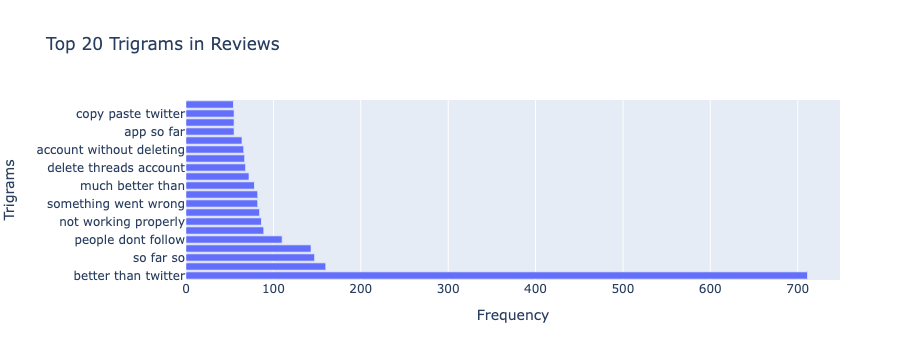 Top 20 Trigrams in Reviews
copy paste twitter
app so far
account without deleting
delete threads account
much better than
something went wrong
not working properly
people dont follow
so far so
better than twitter
Trigrams
0 100 200 300 400 500 600 700
Frequency